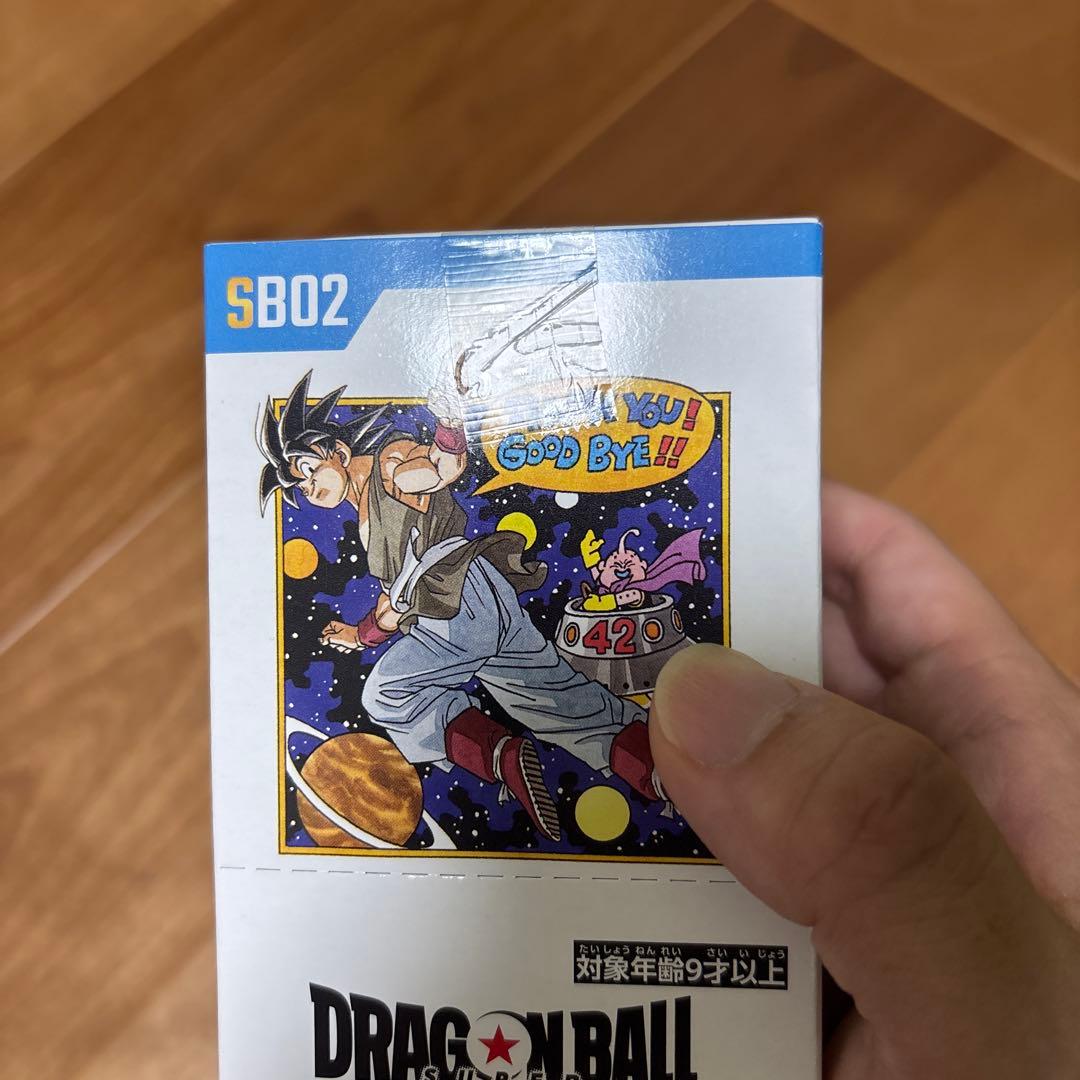 SB02
YOU!
GOOD BYE!!
42
たいしょう ねん れい さい い じょう
対象年齢9才以上
DRAGON BALL
SUPER